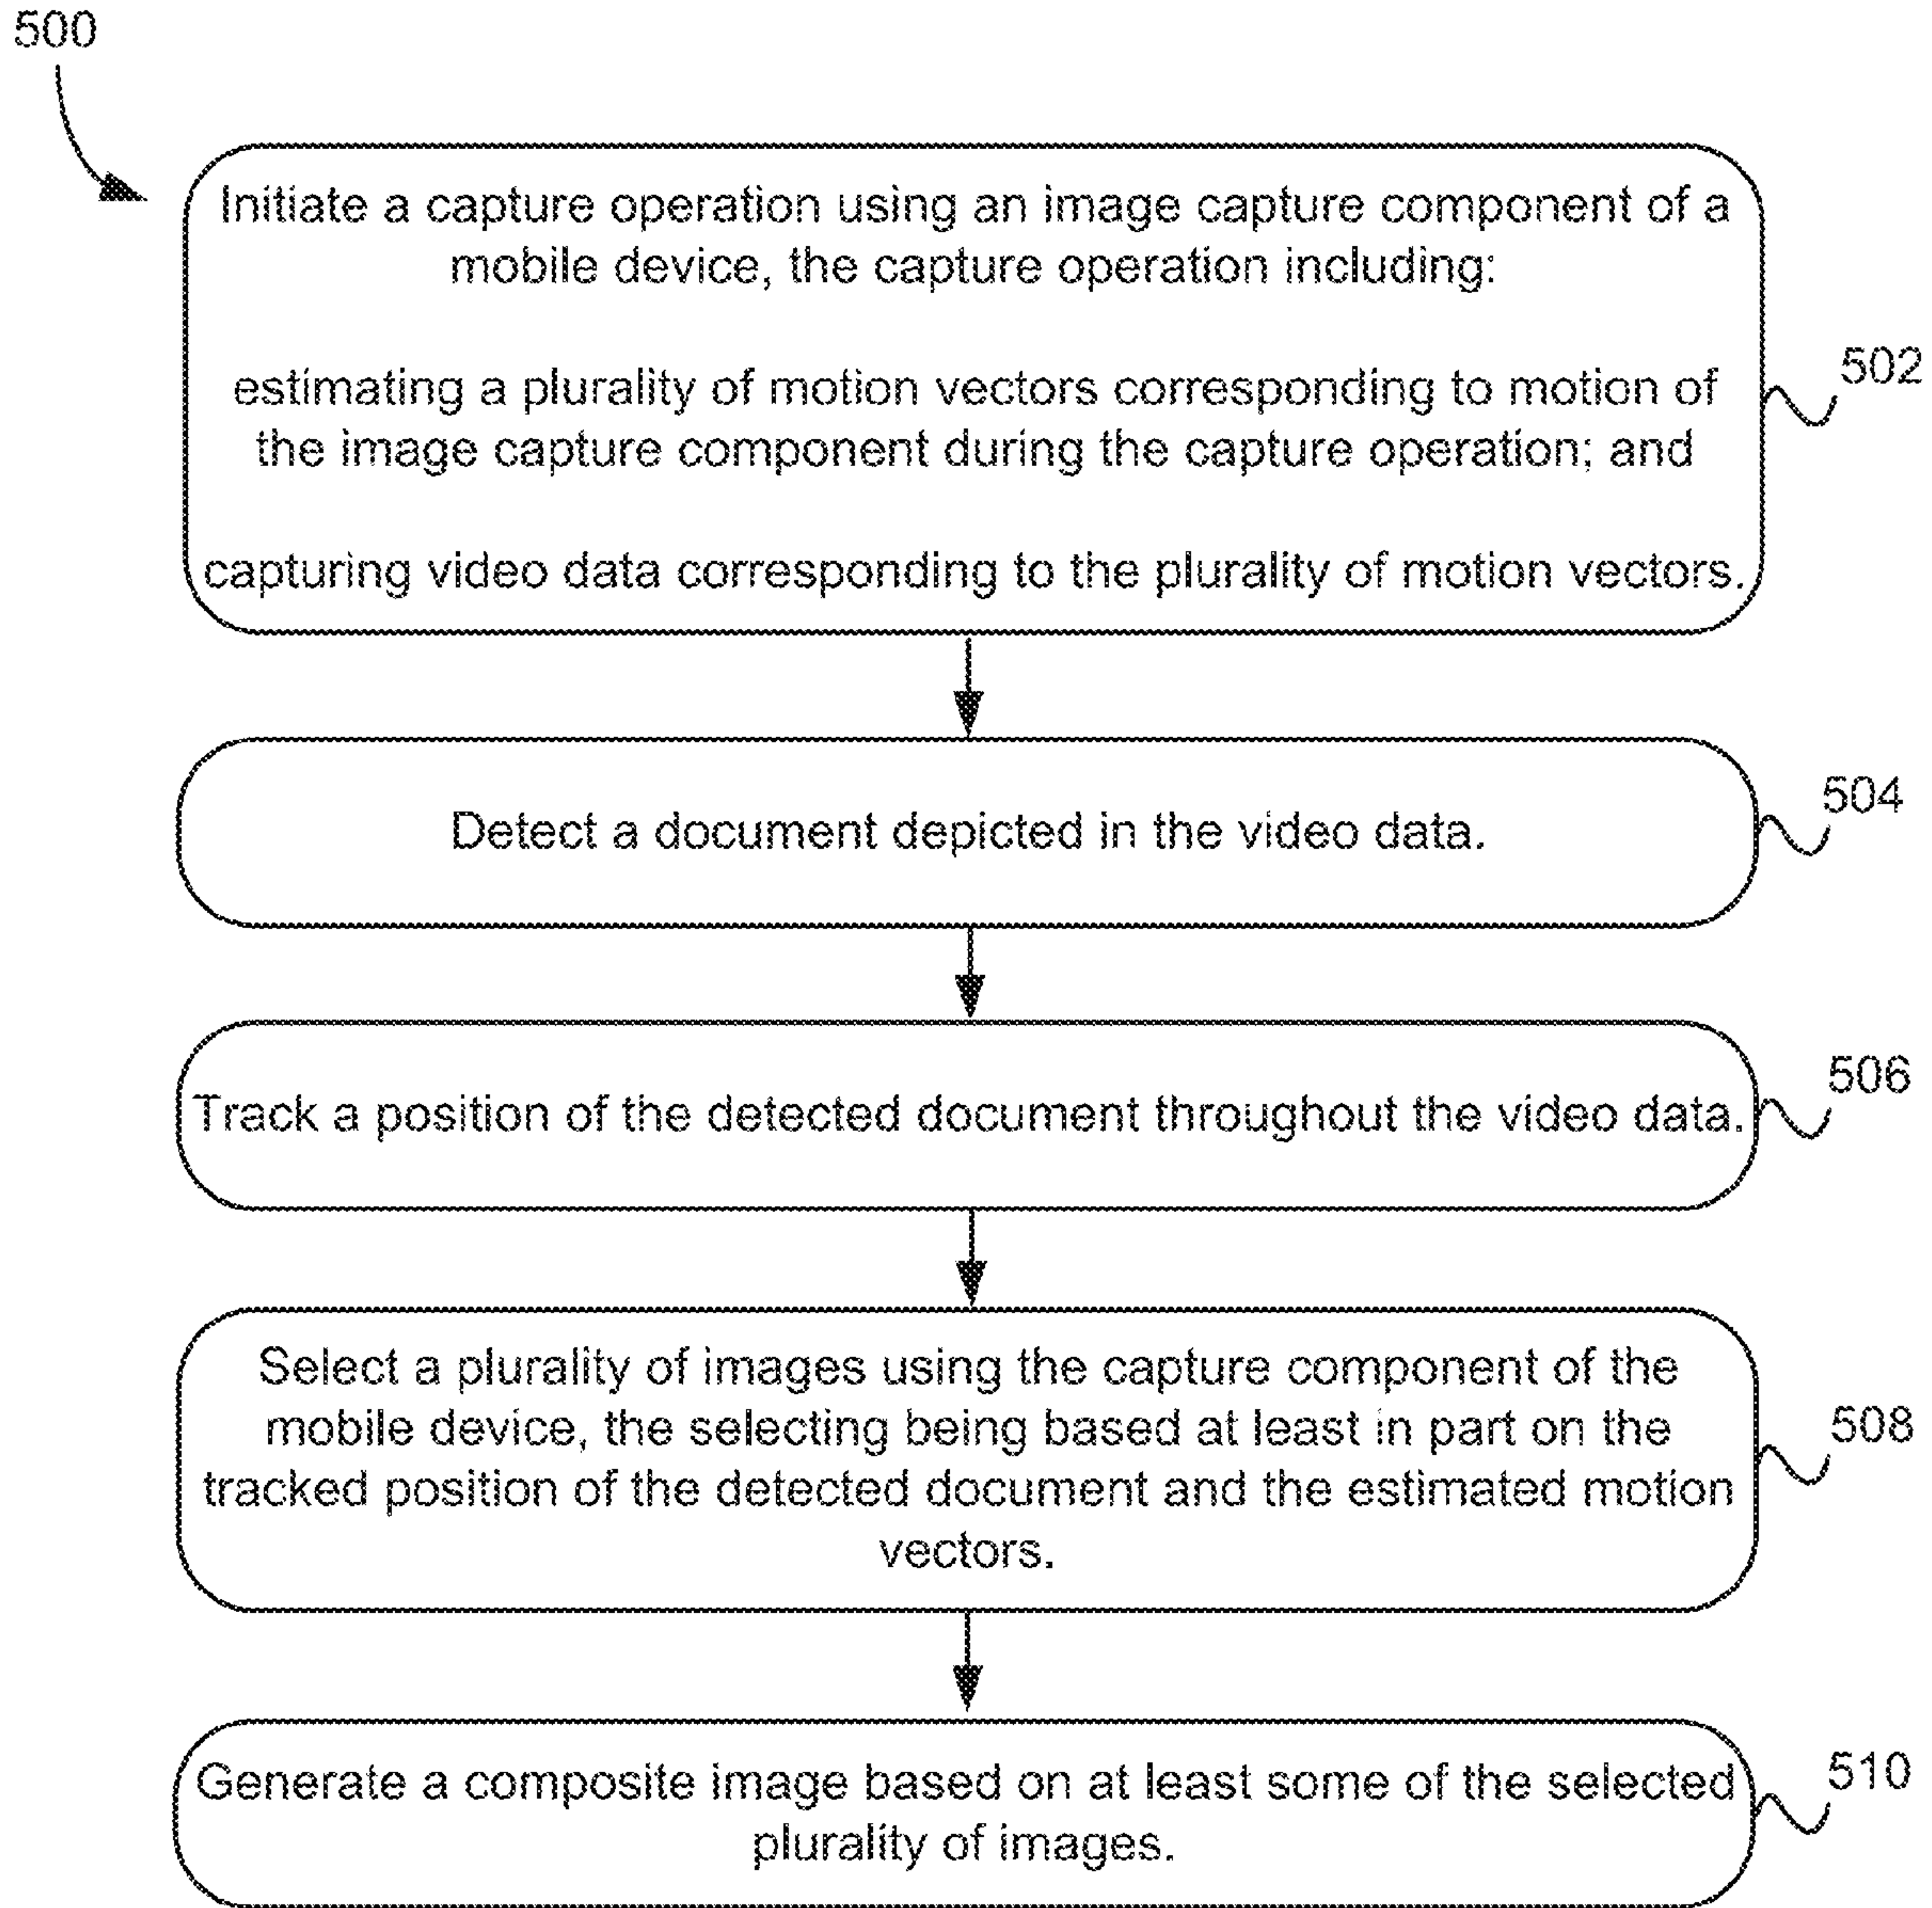 500
Initiate a capture operation using an image capture component of a
mobile device, the capture operation including:
estimating a plurality of motion vectors corresponding to motion of
the image capture component during the capture operation; and
capturing video data corresponding to the plurality of motion vectors.
502
Detect a document depicted in the video data.
504
Track a position of the detected document throughout the video data.
506
Select a plurality of images using the capture component of the
mobile device, the selecting being based at least in part on the
tracked position of the detected document and the estimated motion
vectors.
508
Generate a composite image based on at least some of the selected
plurality of images.
510